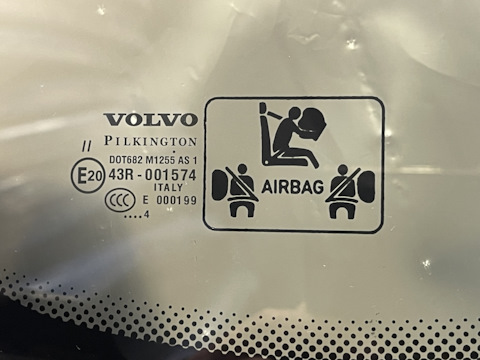 VOLVO
PILKINGTON
//
DOT682 M1255 AS 1
E20 43R - 001574
ITALY
CCC E 000199
....4
AIRBAG